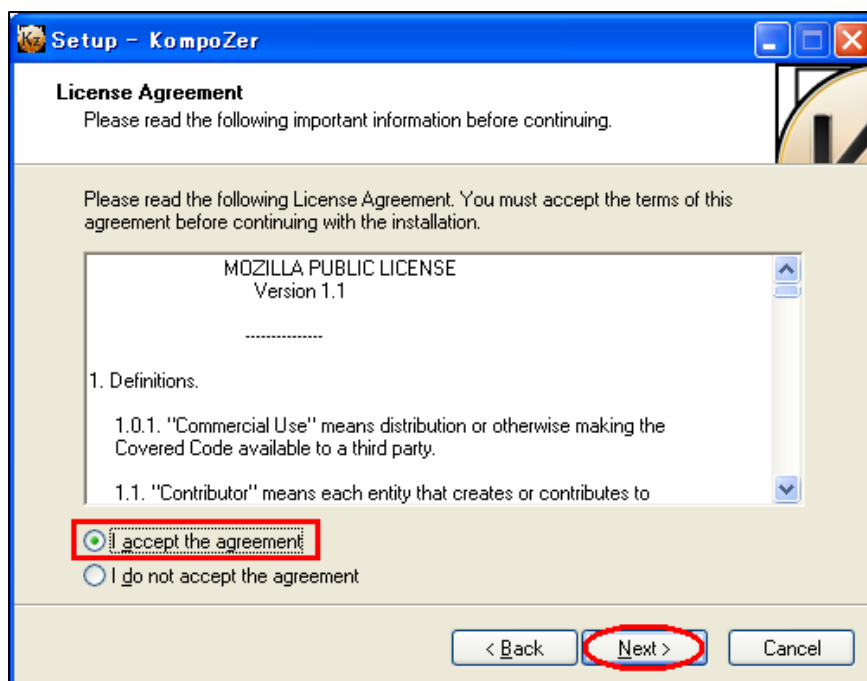 Setup - KompoZer
License Agreement
Please read the following important information before continuing.
Please read the following License Agreement. You must accept the terms of this
agreement before continuing with the installation.
MOZILLA PUBLIC LICENSE
Version 1.1
---------------
1. Definitions.
1.0.1. "Commercial Use" means distribution or otherwise making the
Covered Code available to a third party.
1.1. "Contributor" means each entity that creates or contributes to
I accept the agreement
I do not accept the agreement
< Back
Next >
Cancel